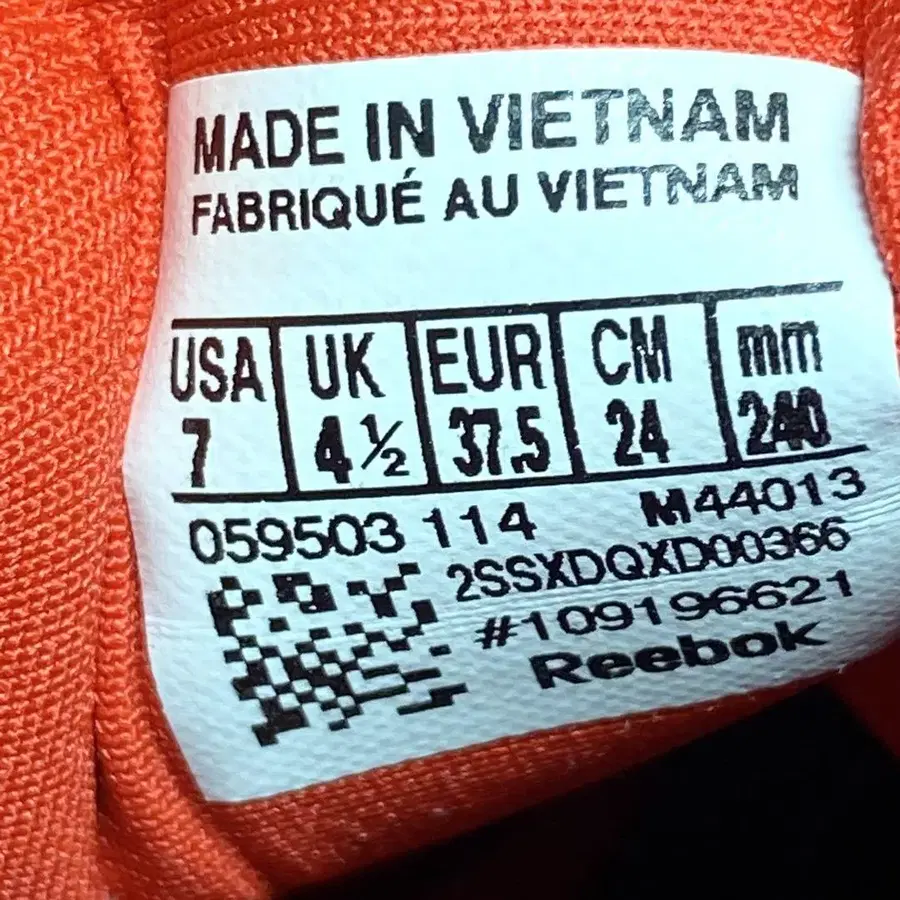 MADE IN VIETNAM
FABRIQUÉ AU VIETNAM
USA UK EUR CM mm
7 4½ 37.5 24 240
059503 114 M44013
2SSXDQXD00366
#109196621
Reebok